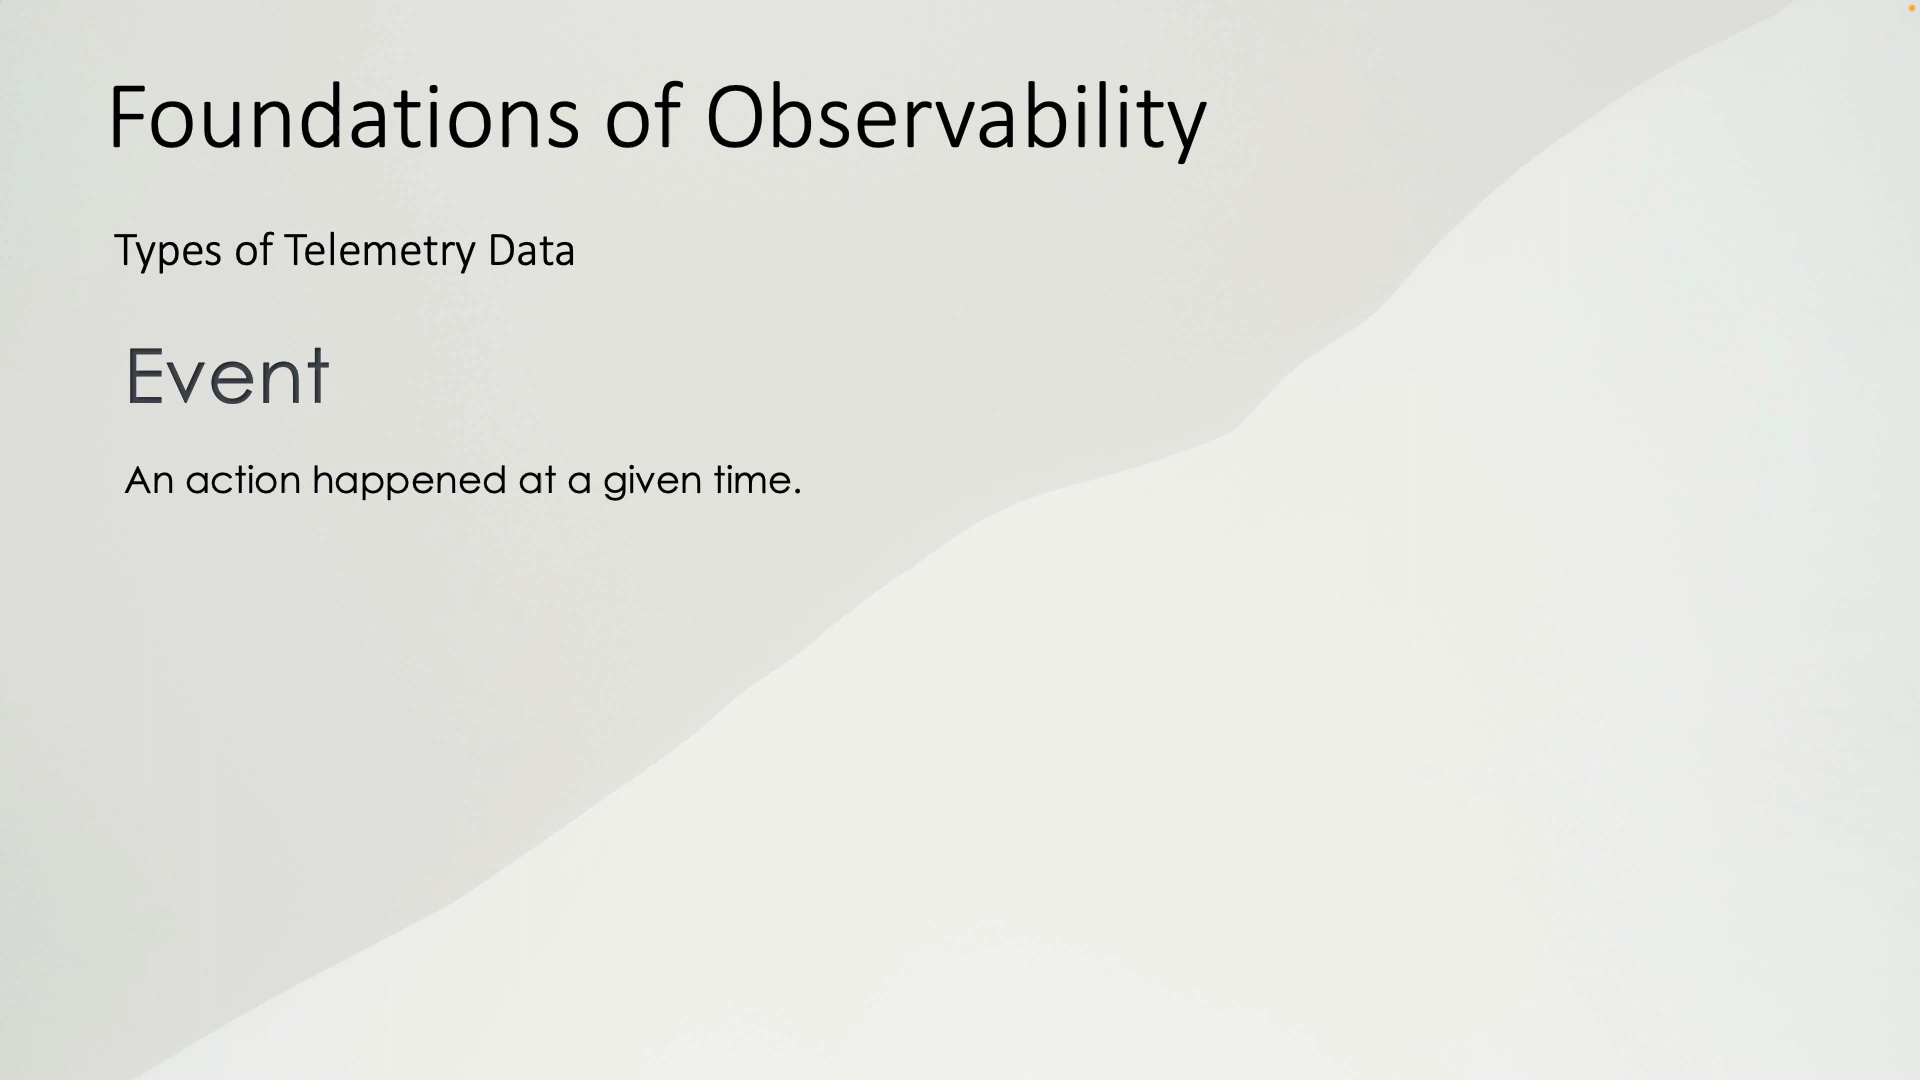 Foundations of Observability
Types of Telemetry Data
Event
An action happened at a given time.